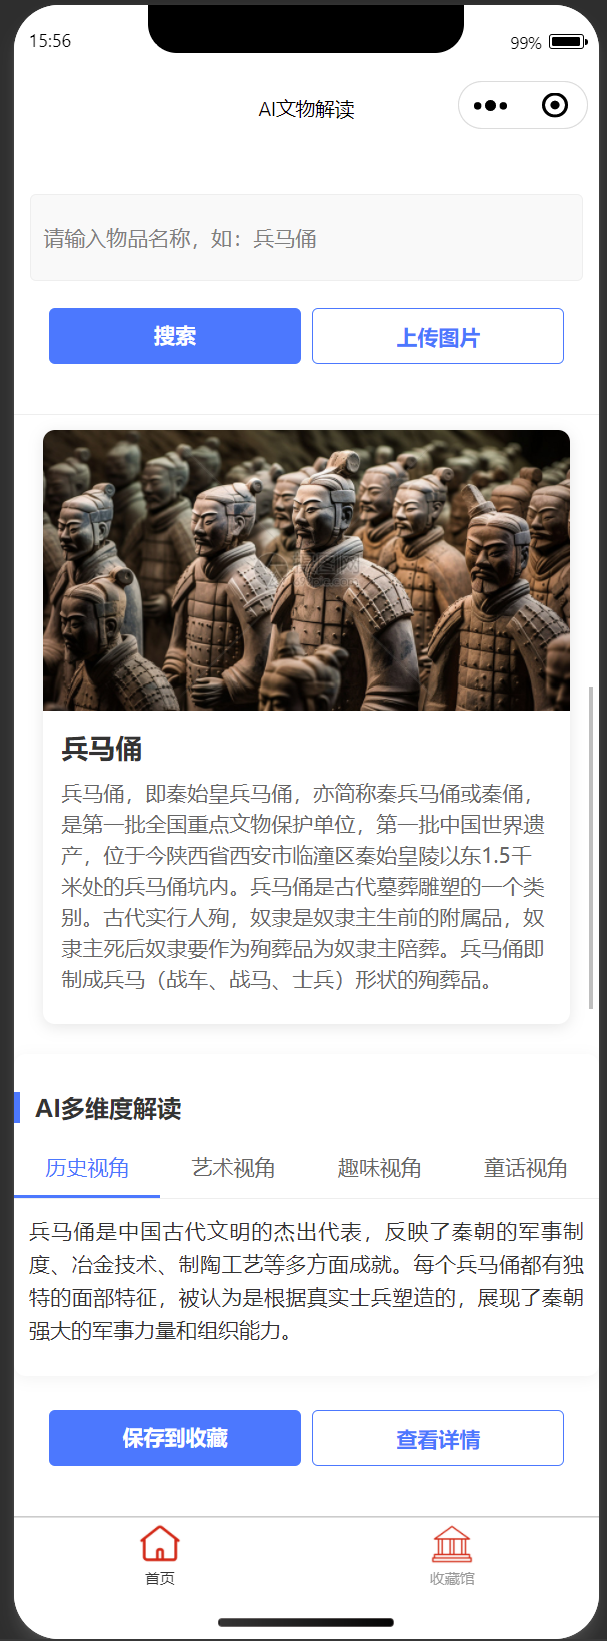 15:56
99%
AI文物解读
请输入物品名称，如：兵马俑
搜索
上传图片
兵马俑
兵马俑，即秦始皇兵马俑，亦简称秦兵马俑或秦俑，
是第一批全国重点文物保护单位，第一批中国世界遗
产，位于今陕西省西安市临潼区秦始皇陵以东1.5千
米处的兵马俑坑内。兵马俑是古代墓葬雕塑的一个类
别。古代实行人殉，奴隶是奴隶主生前的附属品，奴
隶主死后奴隶要作为殉葬品为奴隶主陪葬。兵马俑即
制成兵马（战车、战马、士兵）形状的殉葬品。
AI多维度解读
历史视角
艺术视角
趣味视角
童话视角
兵马俑是中国古代文明的杰出代表，反映了秦朝的军事制
度、冶金技术、制陶工艺等多方面成就。每个兵马俑都有独
特的面部特征，被认为是根据真实士兵塑造的，展现了秦朝
强大的军事力量和组织能力。
保存到收藏
查看详情
首页
收藏馆